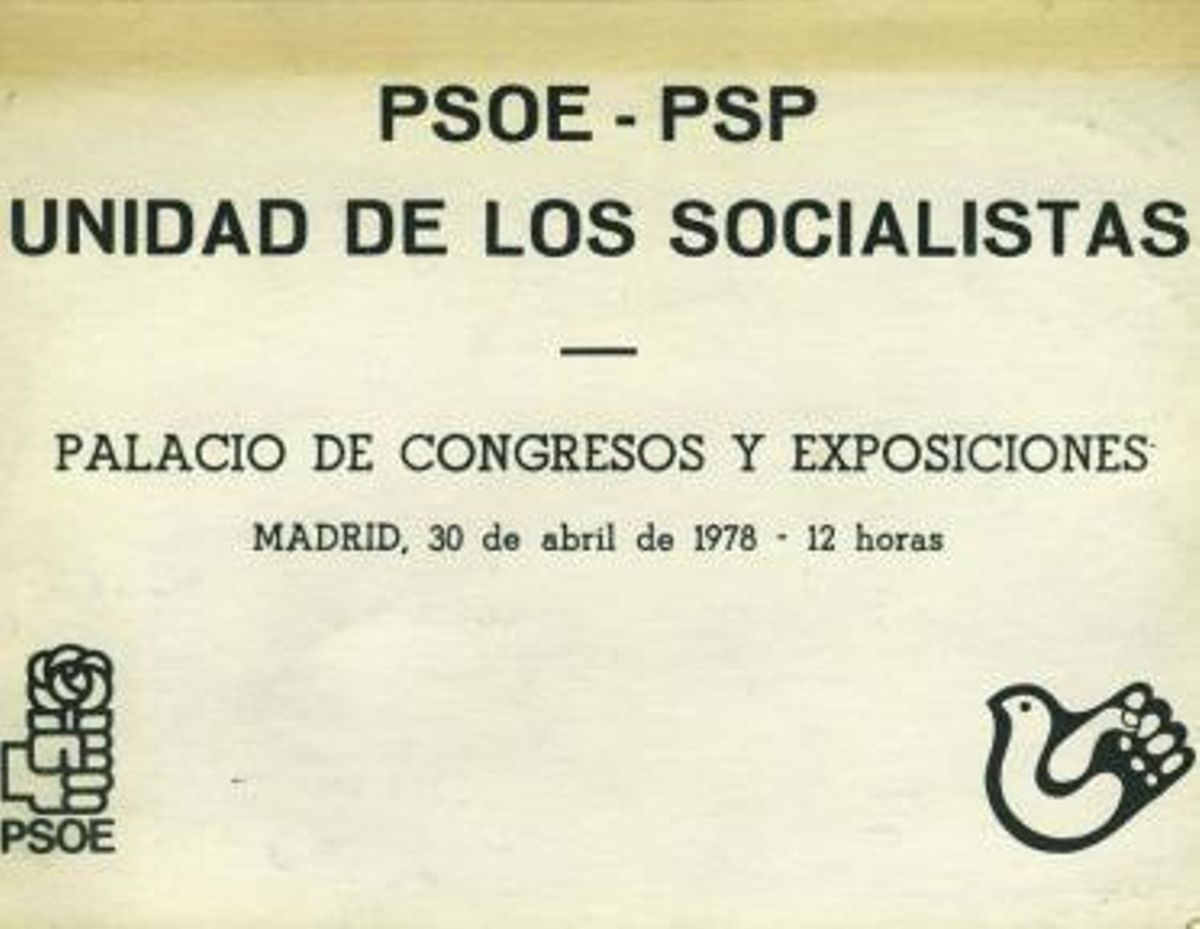 PSOE - PSP
UNIDAD DE LOS SOCIALISTAS
PALACIO DE CONGRESOS Y EXPOSICIONES
MADRID, 30 de abril de 1978 - 12 horas
PSOE